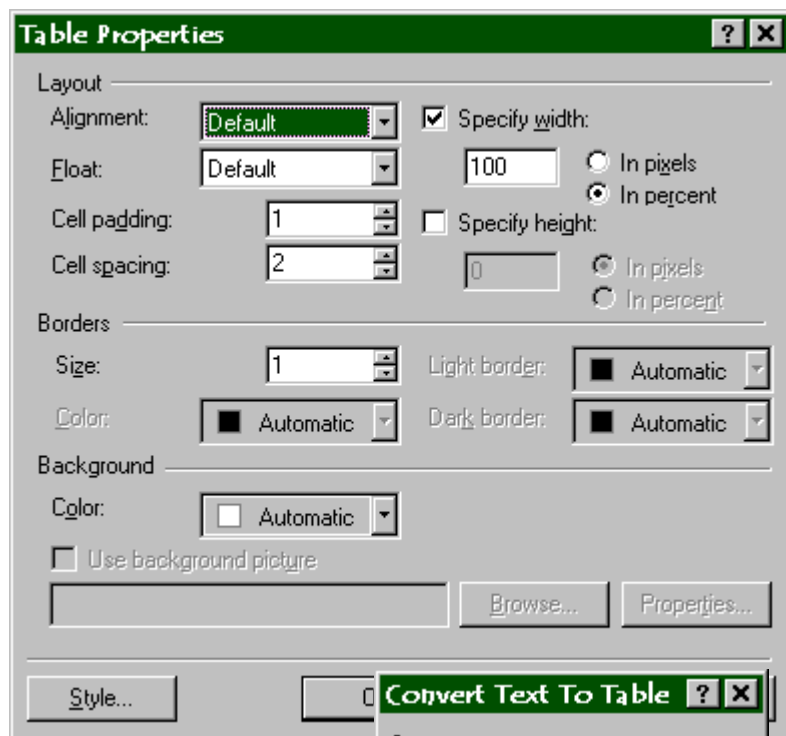 Table Properties
Layout
Alignment: Default Specify width:
Float: Default 100 In pixels
In percent
Cell padding: 1 Specify height:
Cell spacing: 2 0 In pixels
In percent
Borders
Size: 1 Light border: Automatic
Color: Automatic Dark border: Automatic
Background
Color: Automatic
Use background picture
Browse... Properties...
Style...
Convert Text To Table